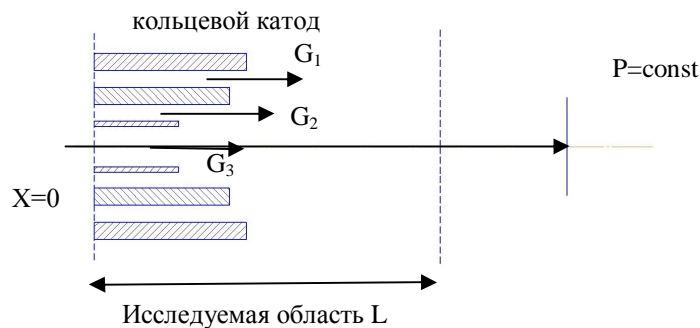 кольцевой катод
G₁
P=const
G₂
G₃
X=0
Исследуемая область L